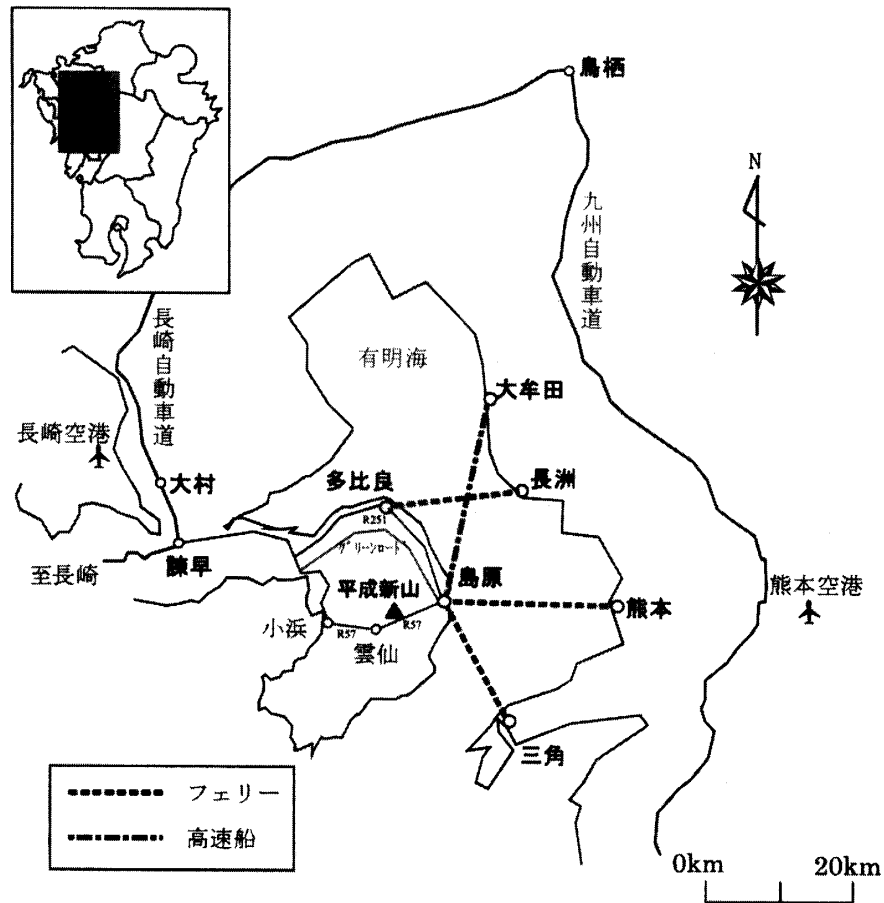 鳥栖
N
九州自動車道
長崎自動車道
有明海
大牟田
長崎空港
大村
多比良
長洲
R251
グリーンロード
至長崎
諫早
島原
平成新山
熊本
熊本空港
小浜
R57
R57
雲仙
三角
フェリー
高速船
0km 20km